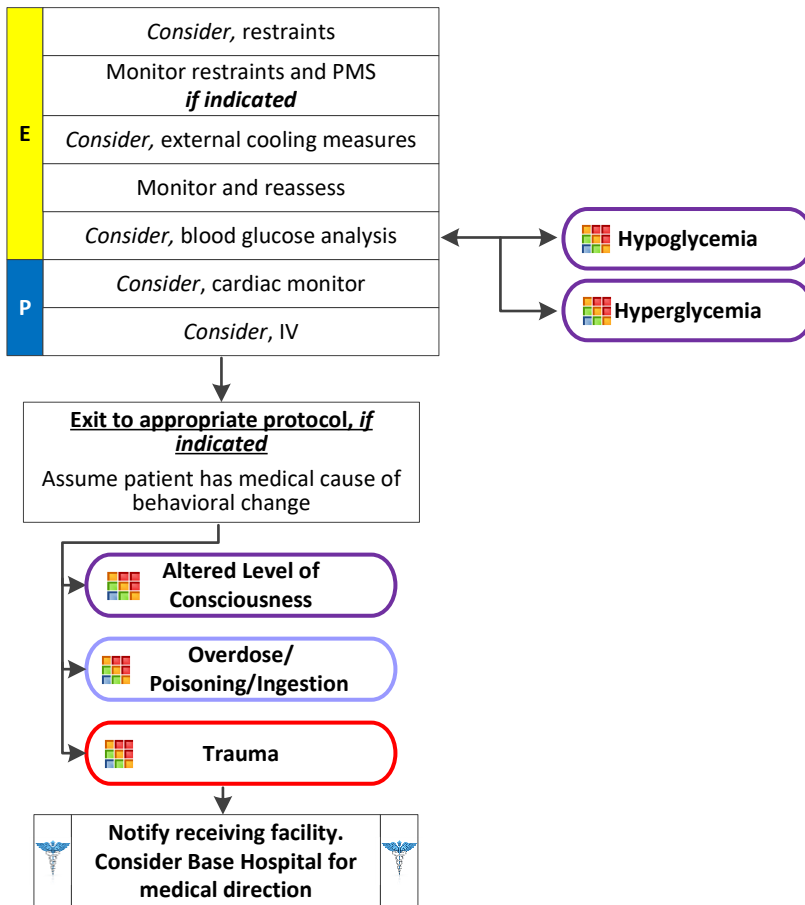 Consider, restraints
Monitor restraints and PMS
if indicated
E
Consider, external cooling measures
Monitor and reassess
Consider, blood glucose analysis
Hypoglycemia
P
Consider, cardiac monitor
Hyperglycemia
Consider, IV
Exit to appropriate protocol, if
indicated
Assume patient has medical cause of
behavioral change
Altered Level of
Consciousness
Overdose/
Poisoning/Ingestion
Trauma
Notify receiving facility.
Consider Base Hospital for
medical direction